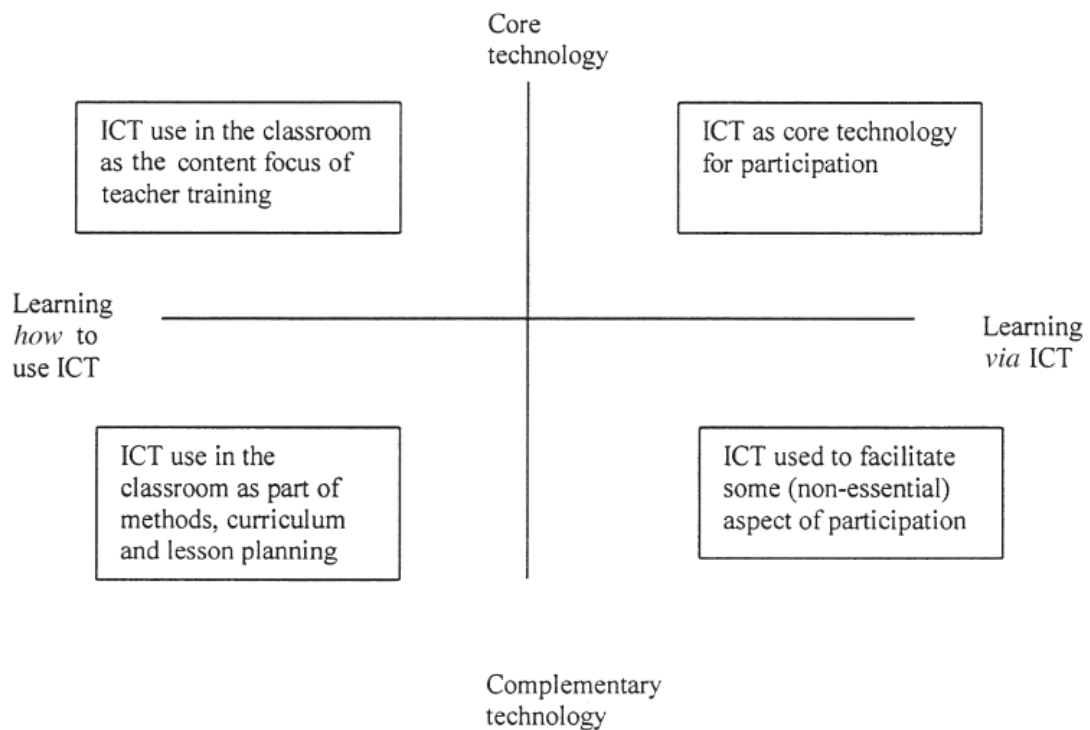 Core
technology
ICT use in the classroom
as the content focus of
teacher training
ICT as core technology
for participation
Learning
how to
use ICT
Learning
via ICT
ICT use in the
classroom as part of
methods, curriculum
and lesson planning
ICT used to facilitate
some (non-essential)
aspect of participation
Complementary
technology